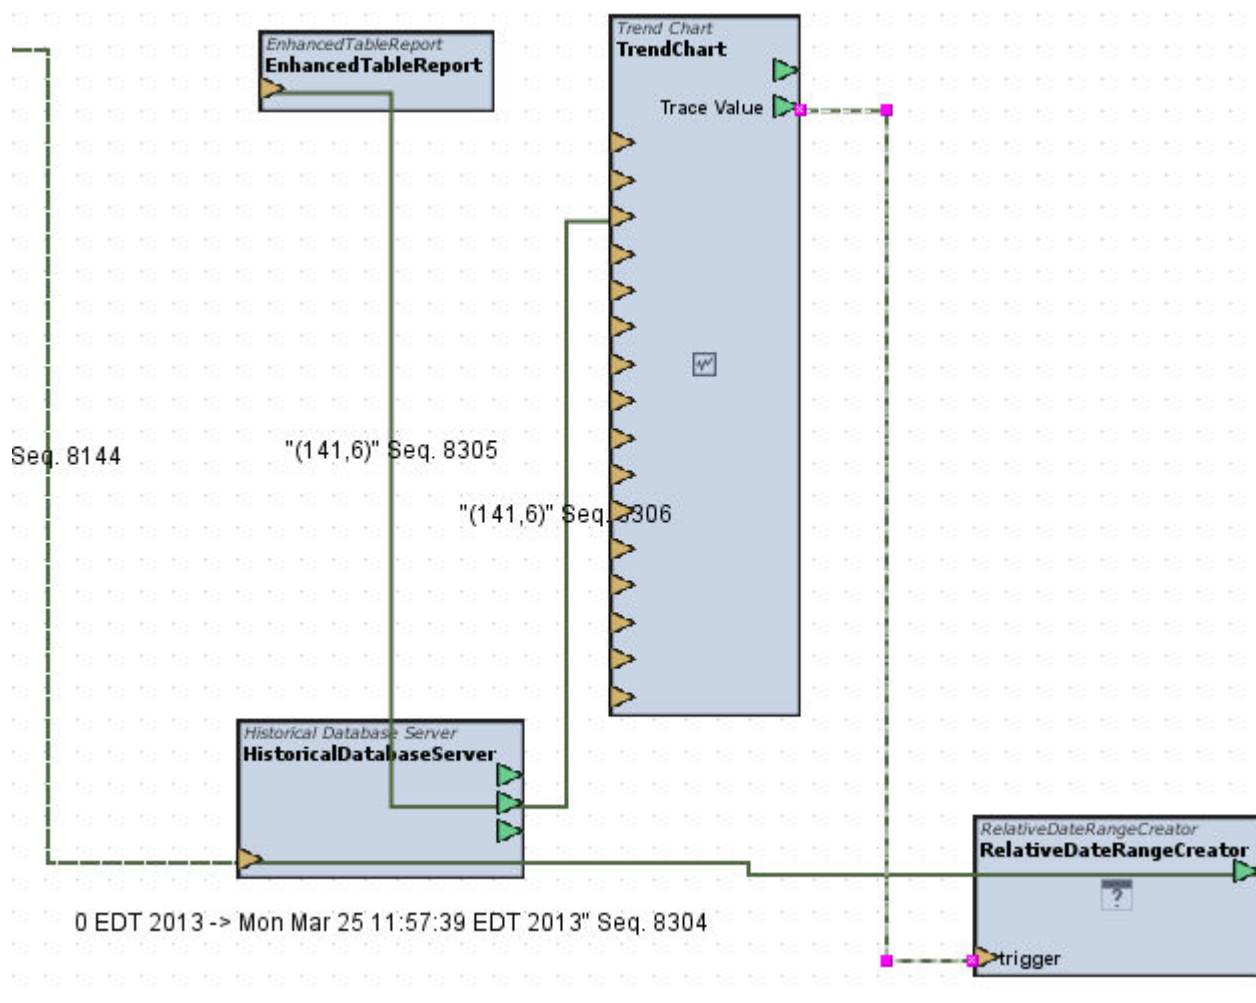 EnhancedTableReport
EnhancedTableReport
Trend Chart
TrendChart
Trace Value
Seq. 8144
"(141,6)" Seq. 8305
"(141,6)" Seq. 8306
Historical Database Server
HistoricalDatabaseServer
RelativeDateRangeCreator
RelativeDateRangeCreator
?
0 EDT 2013 -> Mon Mar 25 11:57:39 EDT 2013" Seq. 8304
trigger